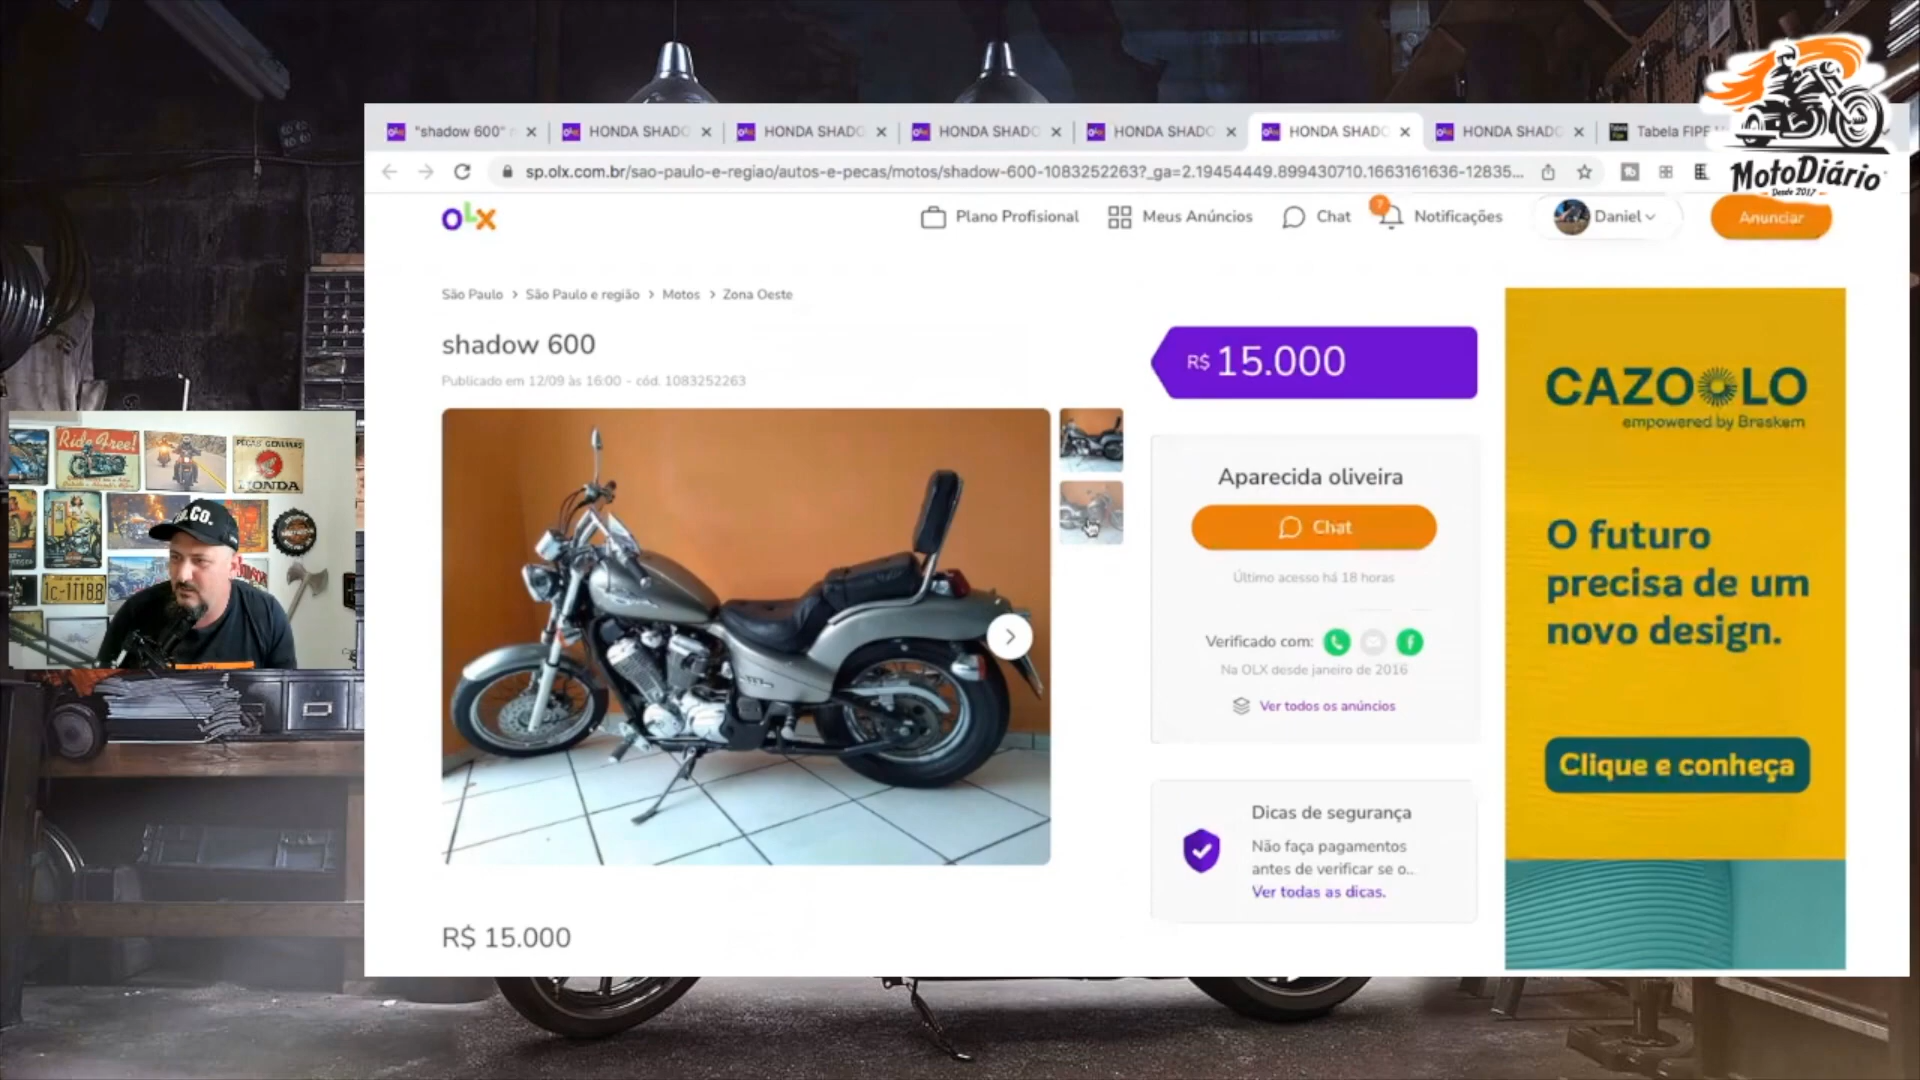 "shadow 600"
HONDA SHADO
HONDA SHADO
HONDA SHADO
HONDA SHADO
HONDA SHADO
HONDA SHADO
Tabela FIPE
sp.olx.com.br/sao-paulo-e-regiao/autos-e-pecas/motos/shadow-600-1083252263?_ga=2.19454449.899430710.1663161636-12835...
MotoDiário
Desde 2017
OLX
Plano Profisional
Meus Anúncios
Chat
7
Notificações
Daniel
Anunciar
São Paulo > São Paulo e região > Motos > Zona Oeste
shadow 600
Publicado em 12/09 às 16:00 - cód. 1083252263
R$ 15.000
Aparecida oliveira
Chat
Último acesso há 18 horas
Verificado com:
Na OLX desde janeiro de 2016
Ver todos os anúncios
Dicas de segurança
Não faça pagamentos
antes de verificar se o..
Ver todas as dicas.
R$ 15.000
CAZOOLO
empowered by Braskem
O futuro
precisa de um
novo design.
Clique e conheça
Ride Free!
PEÇAS GENUINAS
HONDA
1c-11188